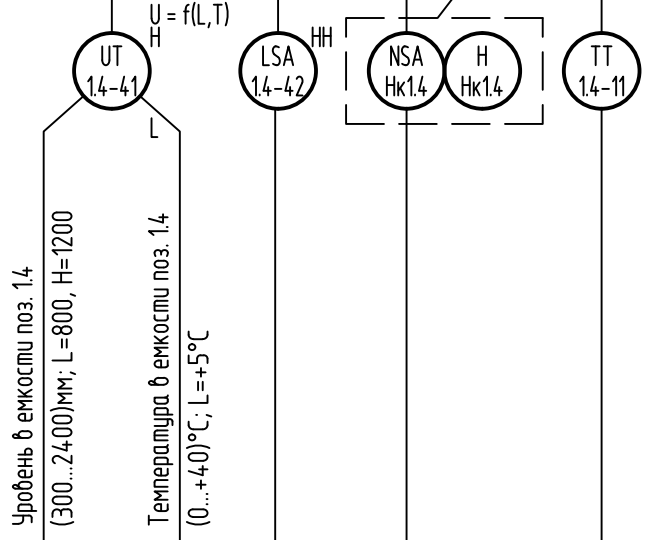 U = f(L,T)
H
UT
1.4-41
L
LSA
1.4-42
HH
NSA
Нк1.4
H
Нк1.4
TT
1.4-11
Уровень в емкости поз. 1.4
(300...2400)мм; L=800, H=1200
Температура в емкости поз. 1.4
(0...+40)°C; L=+5°C